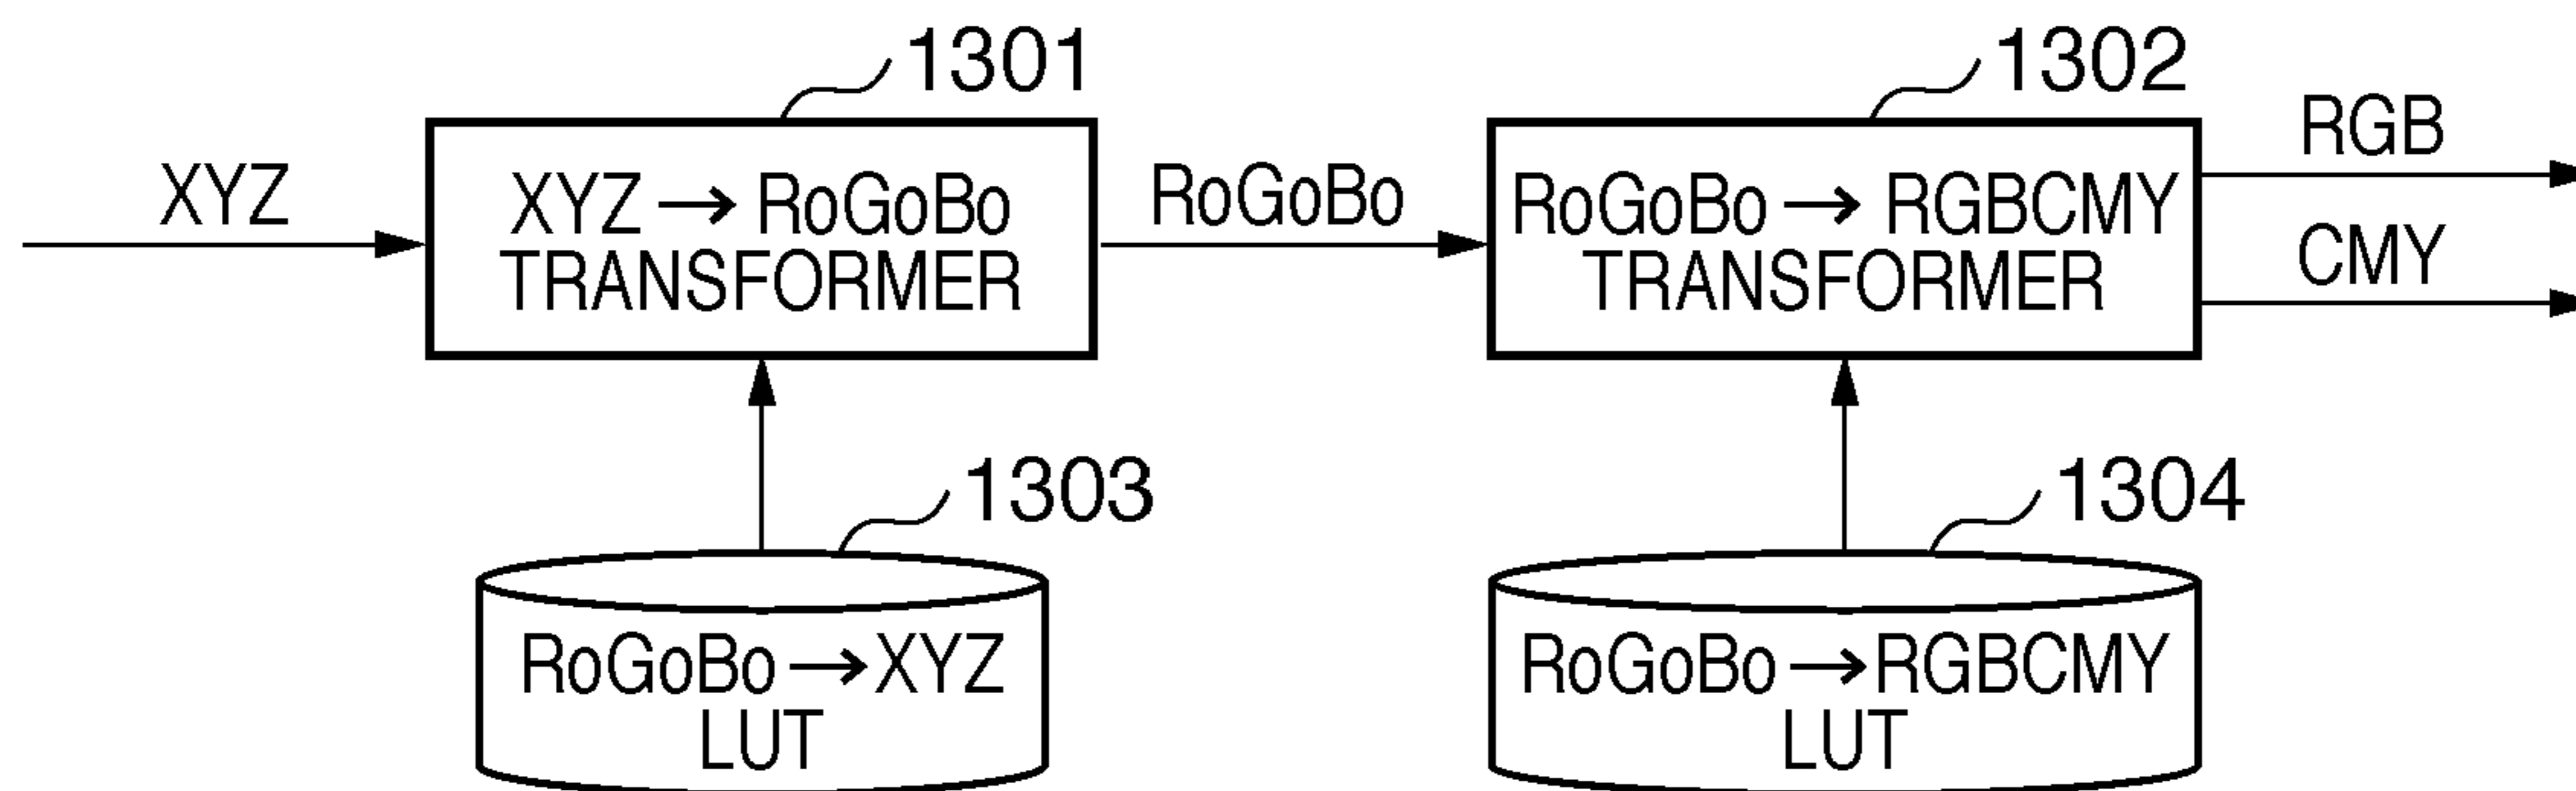 1301
1302
XYZ
XYZ → RoGoBo
TRANSFORMER
RoGoBo
RoGoBo → RGBCMY
TRANSFORMER
RGB
CMY
1303
1304
RoGoBo → XYZ
LUT
RoGoBo → RGBCMY
LUT